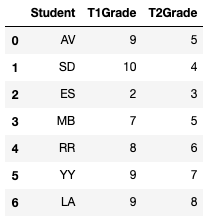 Student T1Grade T2Grade
0 AV 9 5
1 SD 10 4
2 ES 2 3
3 MB 7 5
4 RR 8 6
5 YY 9 7
6 LA 9 8